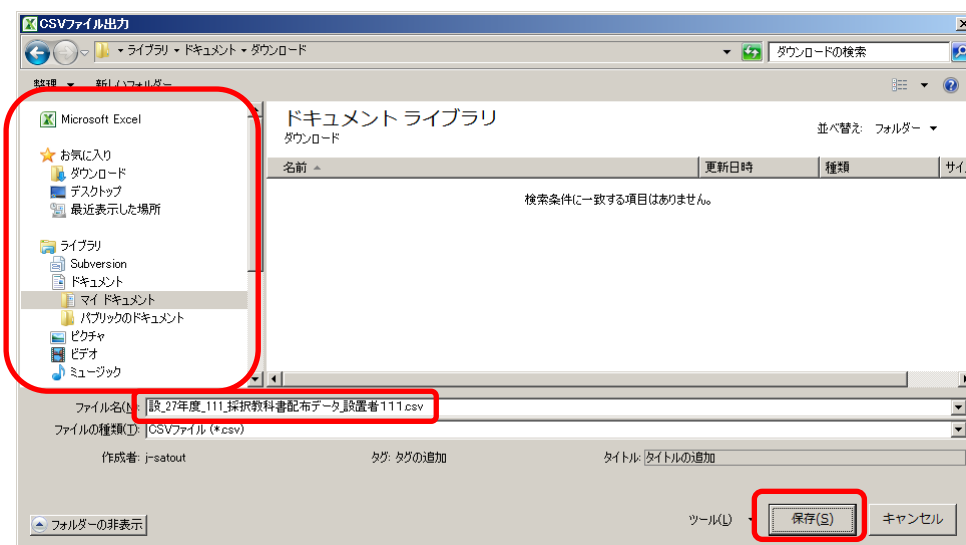 CSVファイル出力
ライブラリ ▾ ドキュメント ▾ ダウンロード
ダウンロードの検索
整理 新しいフォルダー
Microsoft Excel
お気に入り
ダウンロード
デスクトップ
最近表示した場所
ライブラリ
Subversion
ドキュメント
マイ ドキュメント
パブリックのドキュメント
ピクチャ
ビデオ
ミュージック
ドキュメント ライブラリ
ダウンロード
並べ替え: フォルダー
名前 更新日時 種類 サイ
検索条件に一致する項目はありません。
ファイル名(N): 設_27年度_111_採択教科書配布データ_設置者111.csv
ファイルの種類(T): CSVファイル (*.csv)
作成者: j-satout タグ: タグの追加 タイトル: タイトルの追加
フォルダーの非表示 ツール(L) 保存(S) キャンセル